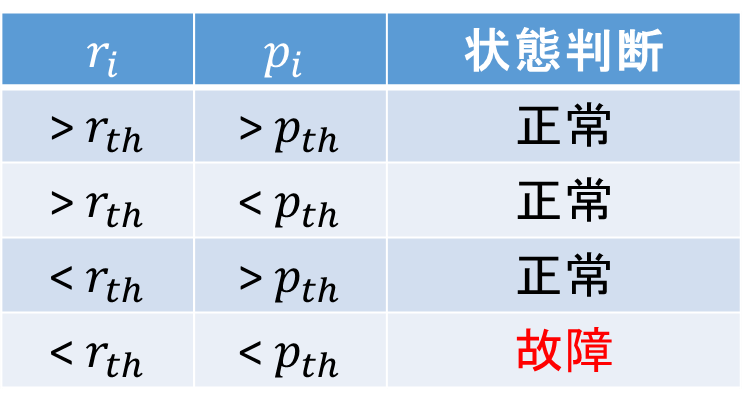 r_i p_i 状態判断
> r_th > p_th 正常
> r_th < p_th 正常
< r_th > p_th 正常
< r_th < p_th 故障